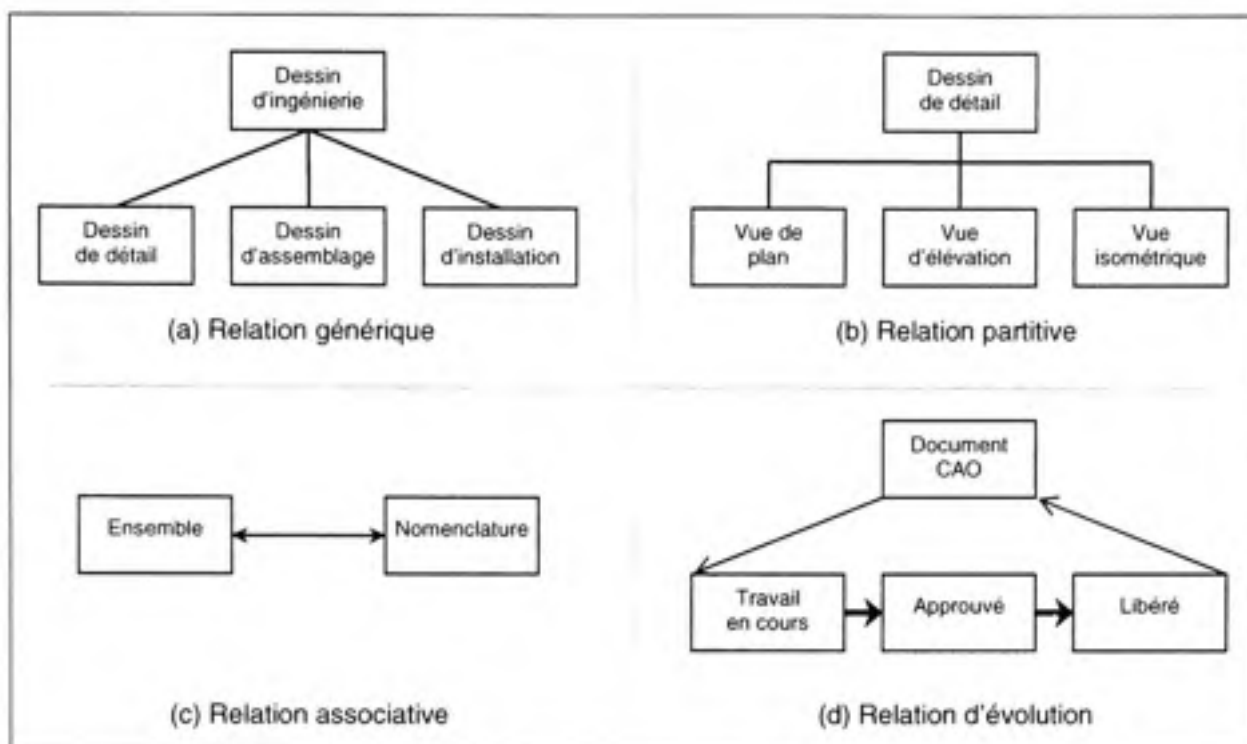 Dessin
d'ingénierie
Dessin
de détail
Dessin
d'assemblage
Dessin
d'installation
(a) Relation générique
Dessin
de détail
Vue de
plan
Vue
d'élévation
Vue
isométrique
(b) Relation partitive
Ensemble
Nomenclature
(c) Relation associative
Document
CAO
Travail
en cours
Approuvé
Libéré
(d) Relation d'évolution